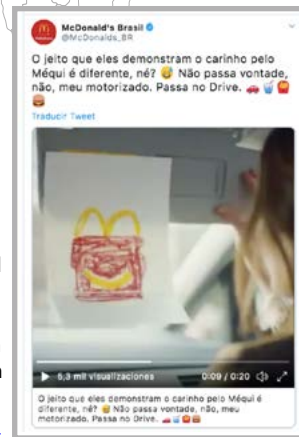 McDonald's Brasil
@McDonalds_BR
O jeito que eles demonstram o carinho pelo
Méqui é diferente, né? 😅 Não passa vontade,
não, meu motorizado. Passa no Drive. 🚗🥤🍟
🍔
Traducir Tweet
5,3 mil visualizaciones
0:09 / 0:20
O jeito que eles demonstram o carinho pelo Méqui é
diferente, né? 😅 Não passa vontade, não, meu
motorizado. Passa no Drive. 🚗🥤🍟🍔